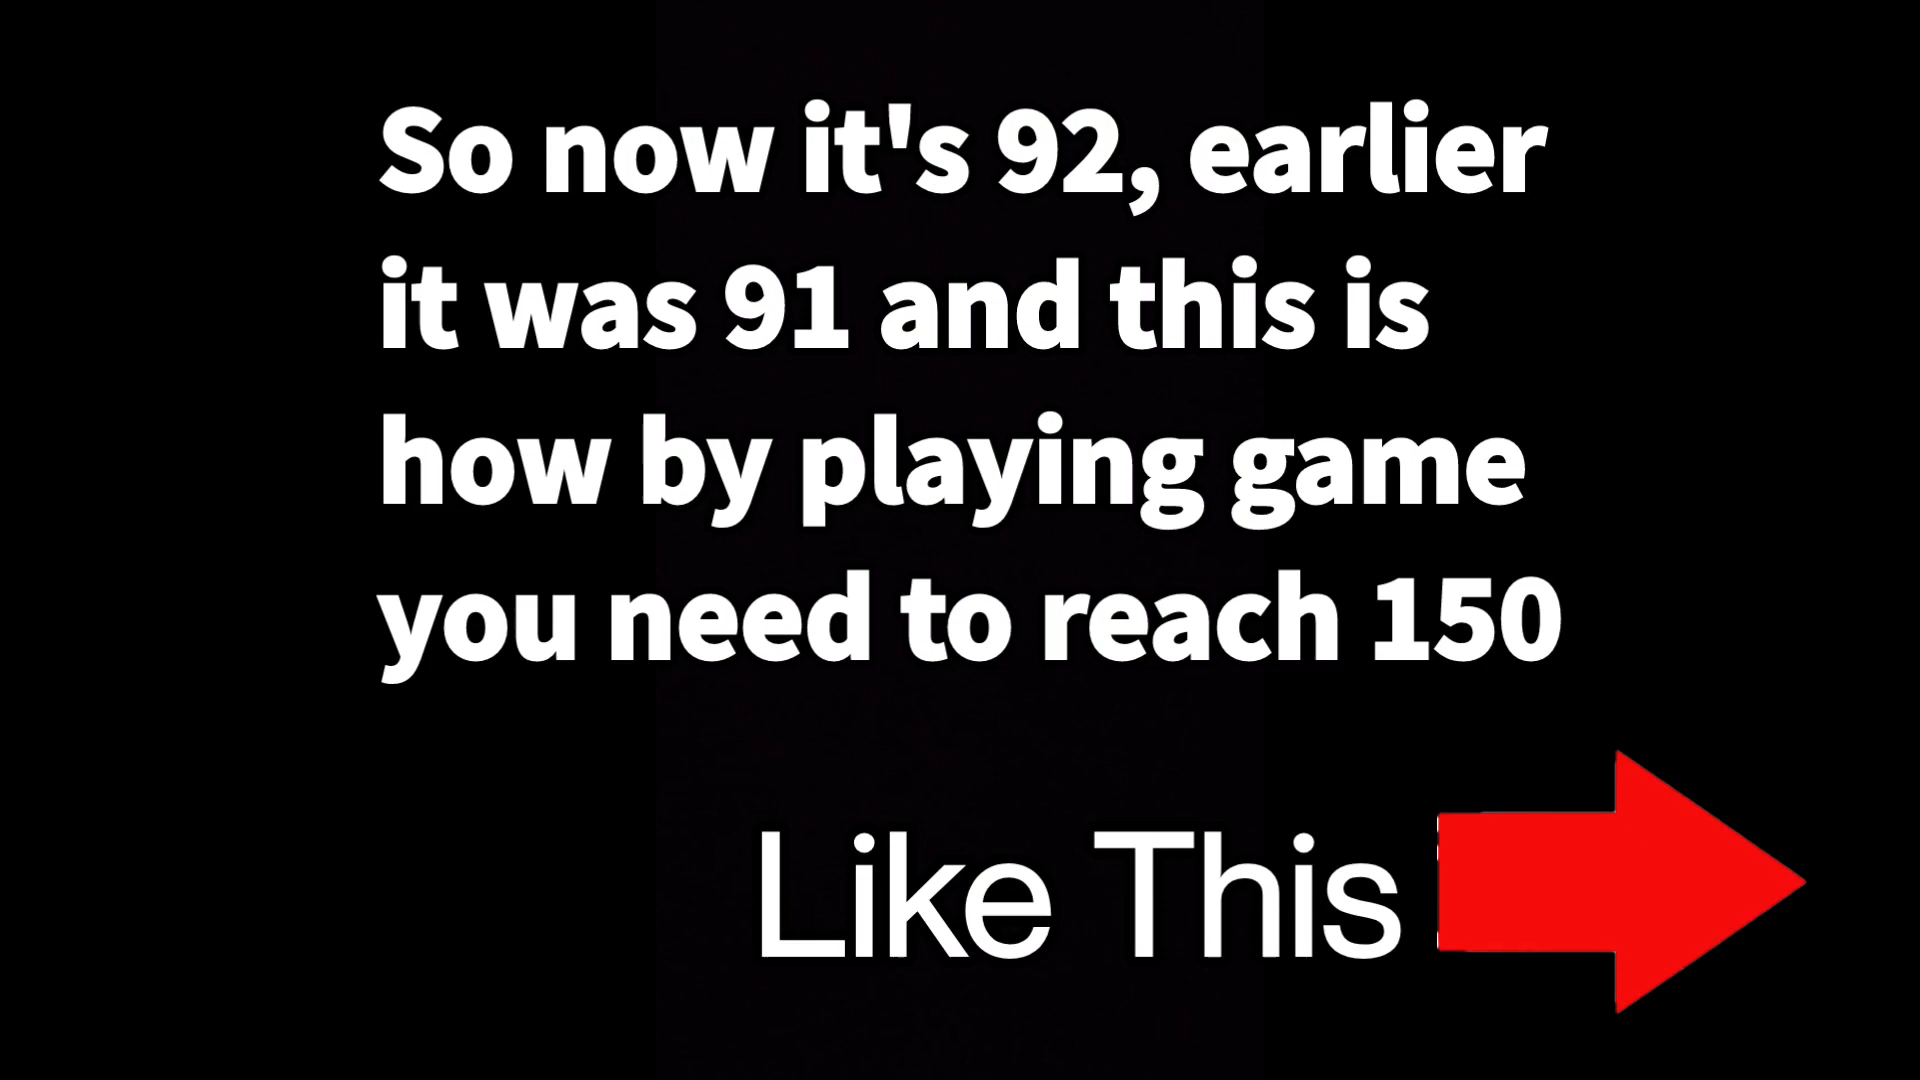 So now it's 92, earlier
it was 91 and this is
how by playing game
you need to reach 150
Like This